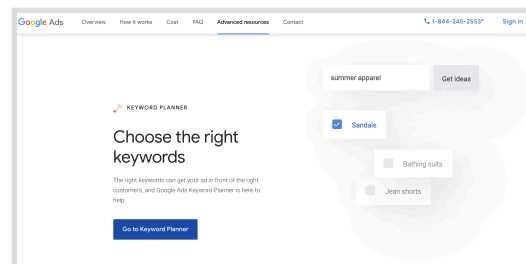 Google Ads Overview How it works Cost FAQ Advanced resources Contact 1-844-245-2553* Sign in
summer apparel Get ideas
KEYWORD PLANNER
Sandals
Choose the right
keywords
Bathing suits
Jean shorts
The right keywords can get your ad in front of the right
customers, and Google Ads Keyword Planner is here to
help.
Go to Keyword Planner